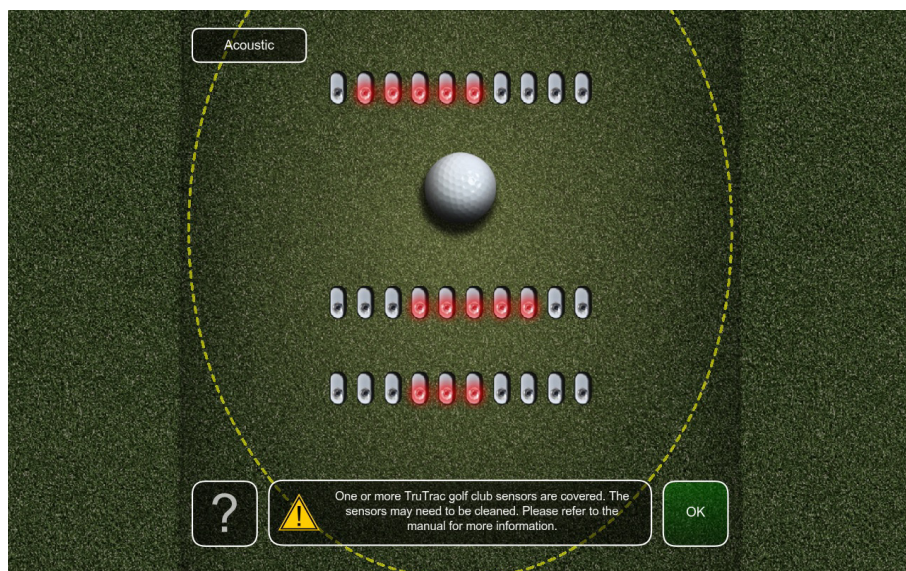 Acoustic
?
One or more TruTrac golf club sensors are covered. The
sensors may need to be cleaned. Please refer to the
manual for more information.
OK